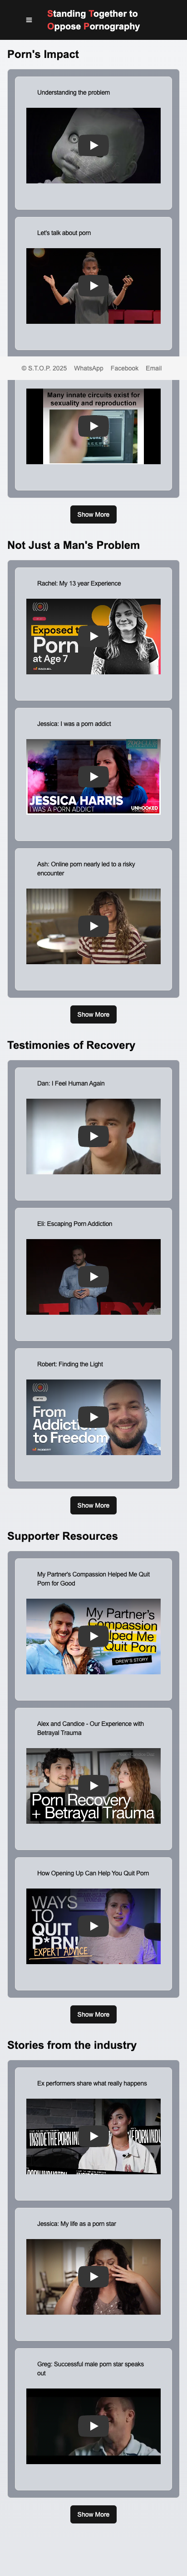 Standing Together to
Oppose Pornography
Porn's Impact
Understanding the problem
Let's talk about porn
© S.T.O.P. 2025 WhatsApp Facebook Email
Many innate circuits exist for
sexuality and reproduction
Show More
Not Just a Man's Problem
Rachel: My 13 year Experience
Exposed to
Porn
at Age 7
Jessica: I was a porn addict
JESSICA HARRIS
I WAS A PORN ADDICT
UNHOOKED
Ash: Online porn nearly led to a risky
encounter
Show More
Testimonies of Recovery
Dan: I Feel Human Again
Eli: Escaping Porn Addiction
Robert: Finding the Light
From
Addiction
to Freedom
Show More
Supporter Resources
My Partner's Compassion Helped Me Quit
Porn for Good
My Partner's
Compassion
Helped Me
Quit Porn
DREW'S STORY
Alex and Candice - Our Experience with
Betrayal Trauma
Porn Recovery
+ Betrayal Trauma
How Opening Up Can Help You Quit Porn
WAYS
TO
QUIT
P*RN!
EXPERT ADVICE
Show More
Stories from the industry
Ex performers share what really happens
Jessica: My life as a porn star
Greg: Successful male porn star speaks
out
Show More